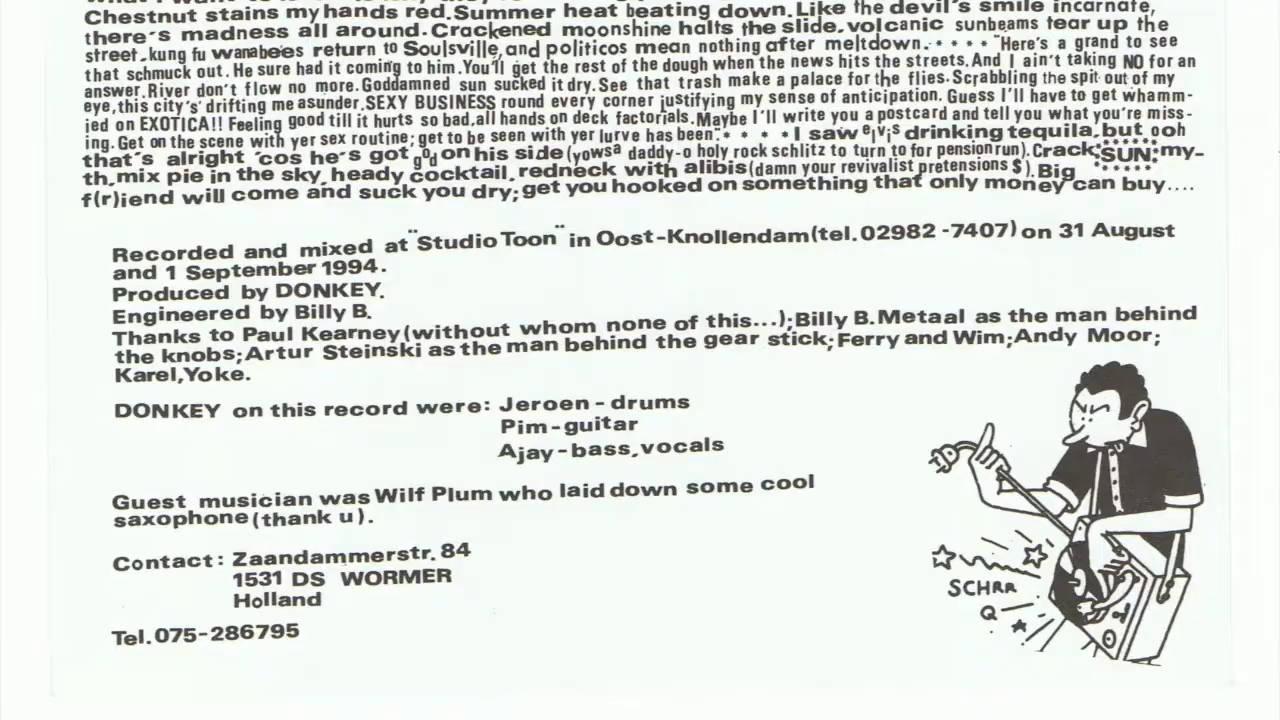 Chestnut stains my hands red.Summer heat beating down.Like the devil's smile incarnate,
there's madness all around.Crackened moonshine halts the slide.volcanic sunbeams tear up the
street.kung fu wanabees return to Soulsville,and politicos mean nothing after meltdown.····"Here's a grand to see
that schmuck out. He sure had it coming to him.You'll get the rest of the dough when the news hits the streets.And I ain't taking NO for an
answer.River don't flow no more.Goddamned sun sucked it dry.See that trash make a palace for the flies.Scrabbling the spit out of my
eye,this city's' drifting me asunder.SEXY BUSINESS round every corner justifying my sense of anticipation. Guess I'll have to get whamm-
ied on EXOTICA!! Feeling good till it hurts so bad,all hands on deck factorials.Maybe I'll write you a postcard and tell you what you're miss-
ing. Get on the scene with yer sex routine; get to be seen with yer lurve has been.···· I saw elvis drinking tequila, but ooh
that's alright 'cos he's got gou on his side (yowsa daddy-o holy rock schlitz to turn to for pension run). Crack SUN my-
th, mix pie in the sky, heady cocktail, redneck with alibis (damn your revivalist pretensions $). Big
f(r)iend will come and suck you dry; get you hooked on something that only money can buy....
Recorded and mixed at "Studio Toon" in Oost-Knollendam(tel. 02982 -7407) on 31 August
and 1 September 1994.
Produced by DONKEY.
Engineered by Billy B.
Thanks to Paul Kearney(without whom none of this...);Billy B.Metaal as the man behind
the knobs;Artur Steinski as the man behind the gear stick; Ferry and Wim;Andy Moor;
Karel,Yoke.
DONKEY on this record were: Jeroen - drums
Pim - guitar
Ajay - bass, vocals
Guest musician was Wilf Plum who laid down some cool
saxophone (thank u).
Contact: Zaandammerstr. 84
1531 DS WORMER
Holland
Tel. 075-286795
SCHRR
Q